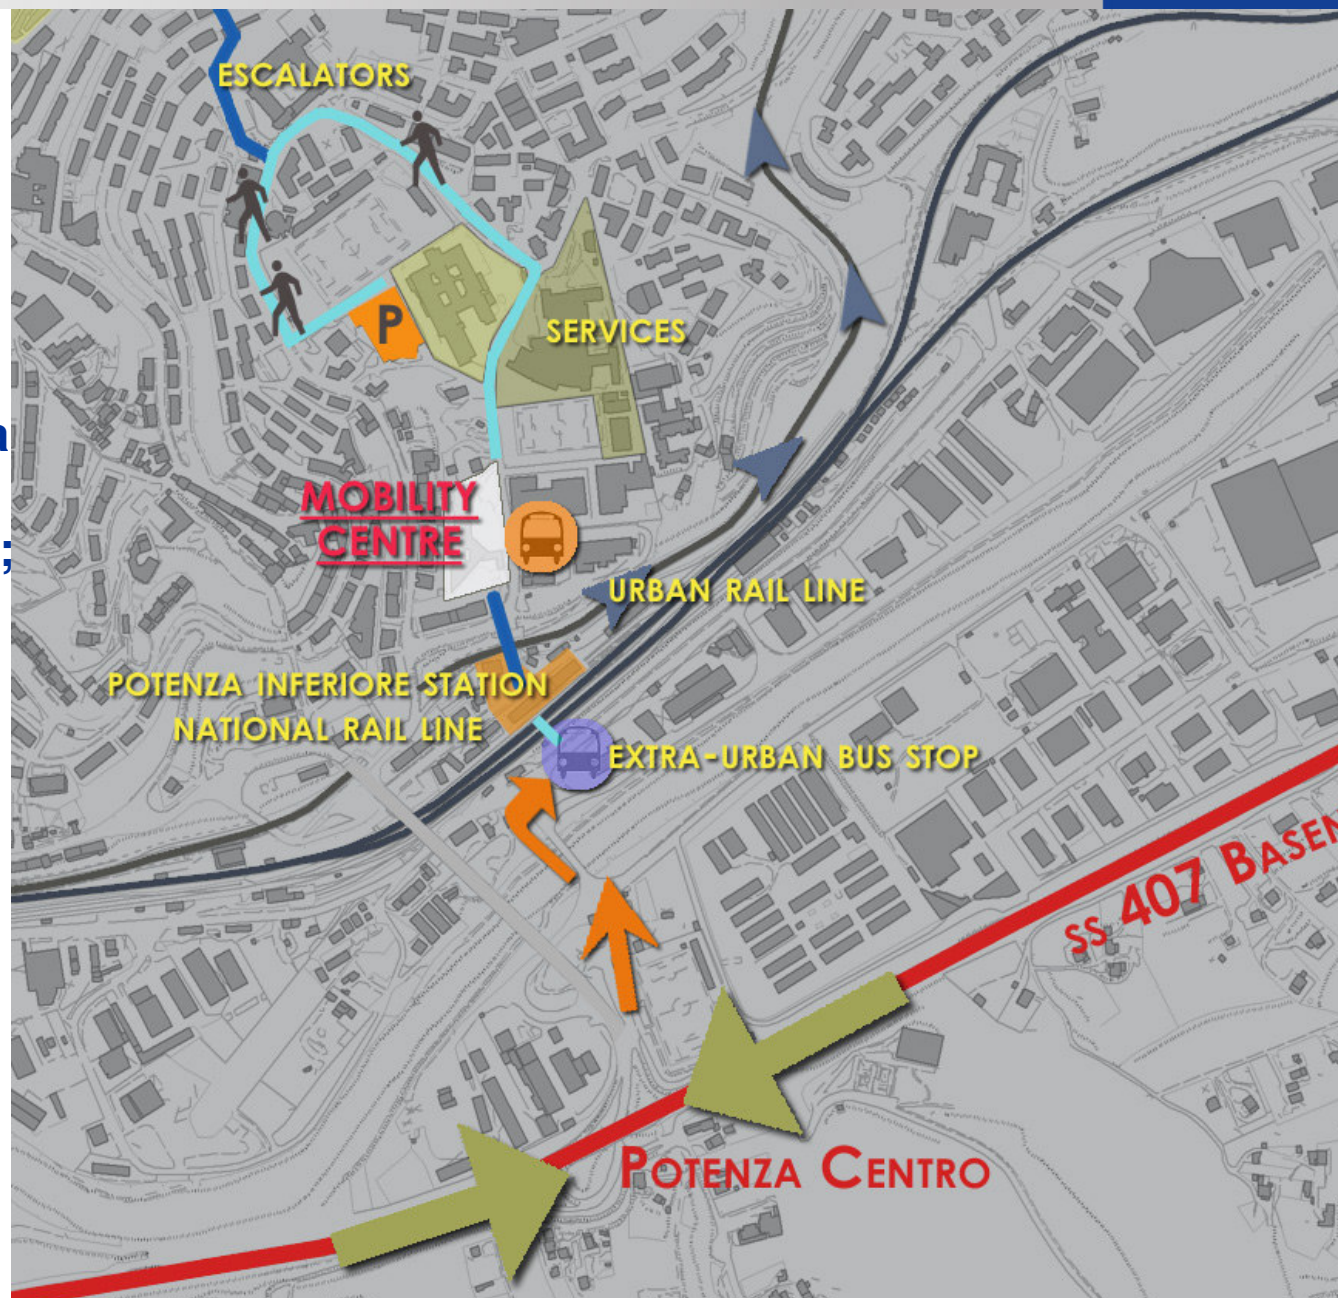 ESCALATORS
P
SERVICES
a
MOBILITY
CENTRE
;
URBAN RAIL LINE
POTENZA INFERIORE STATION
NATIONAL RAIL LINE
EXTRA-URBAN BUS STOP
SS 407 BASEN
POTENZA CENTRO